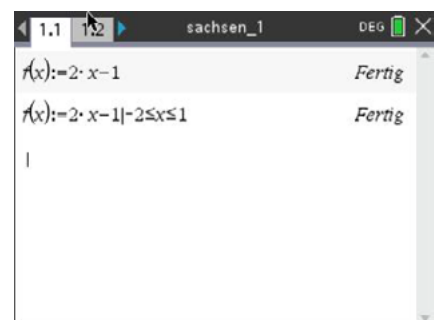 1.1 1.2 sachsen_1 DEG
f(x):=2· x−1 Fertig
f(x):=2· x−1|−2≤x≤1 Fertig